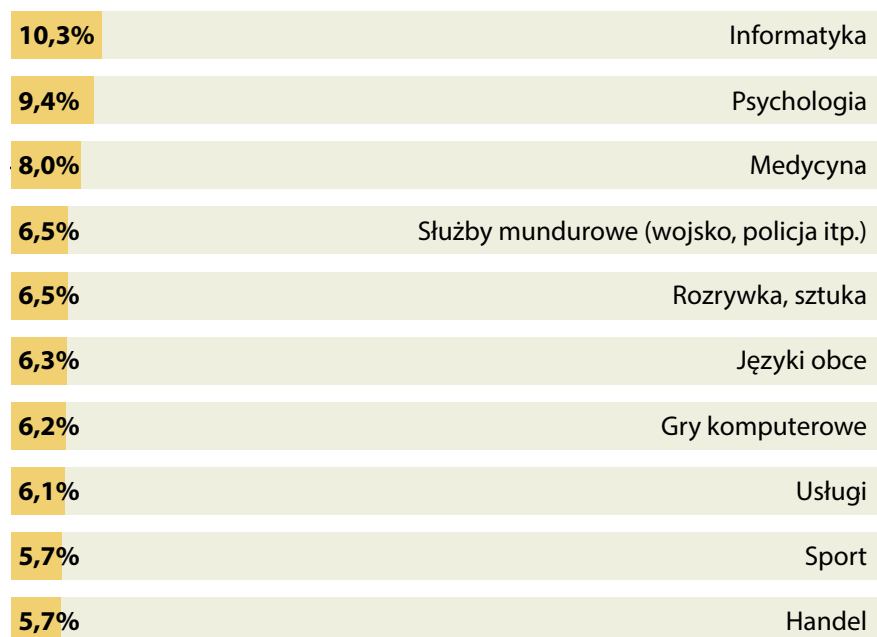 10,3% Informatyka
9,4% Psychologia
8,0% Medycyna
6,5% Służby mundurowe (wojsko, policja itp.)
6,5% Rozrywka, sztuka
6,3% Języki obce
6,2% Gry komputerowe
6,1% Usługi
5,7% Sport
5,7% Handel